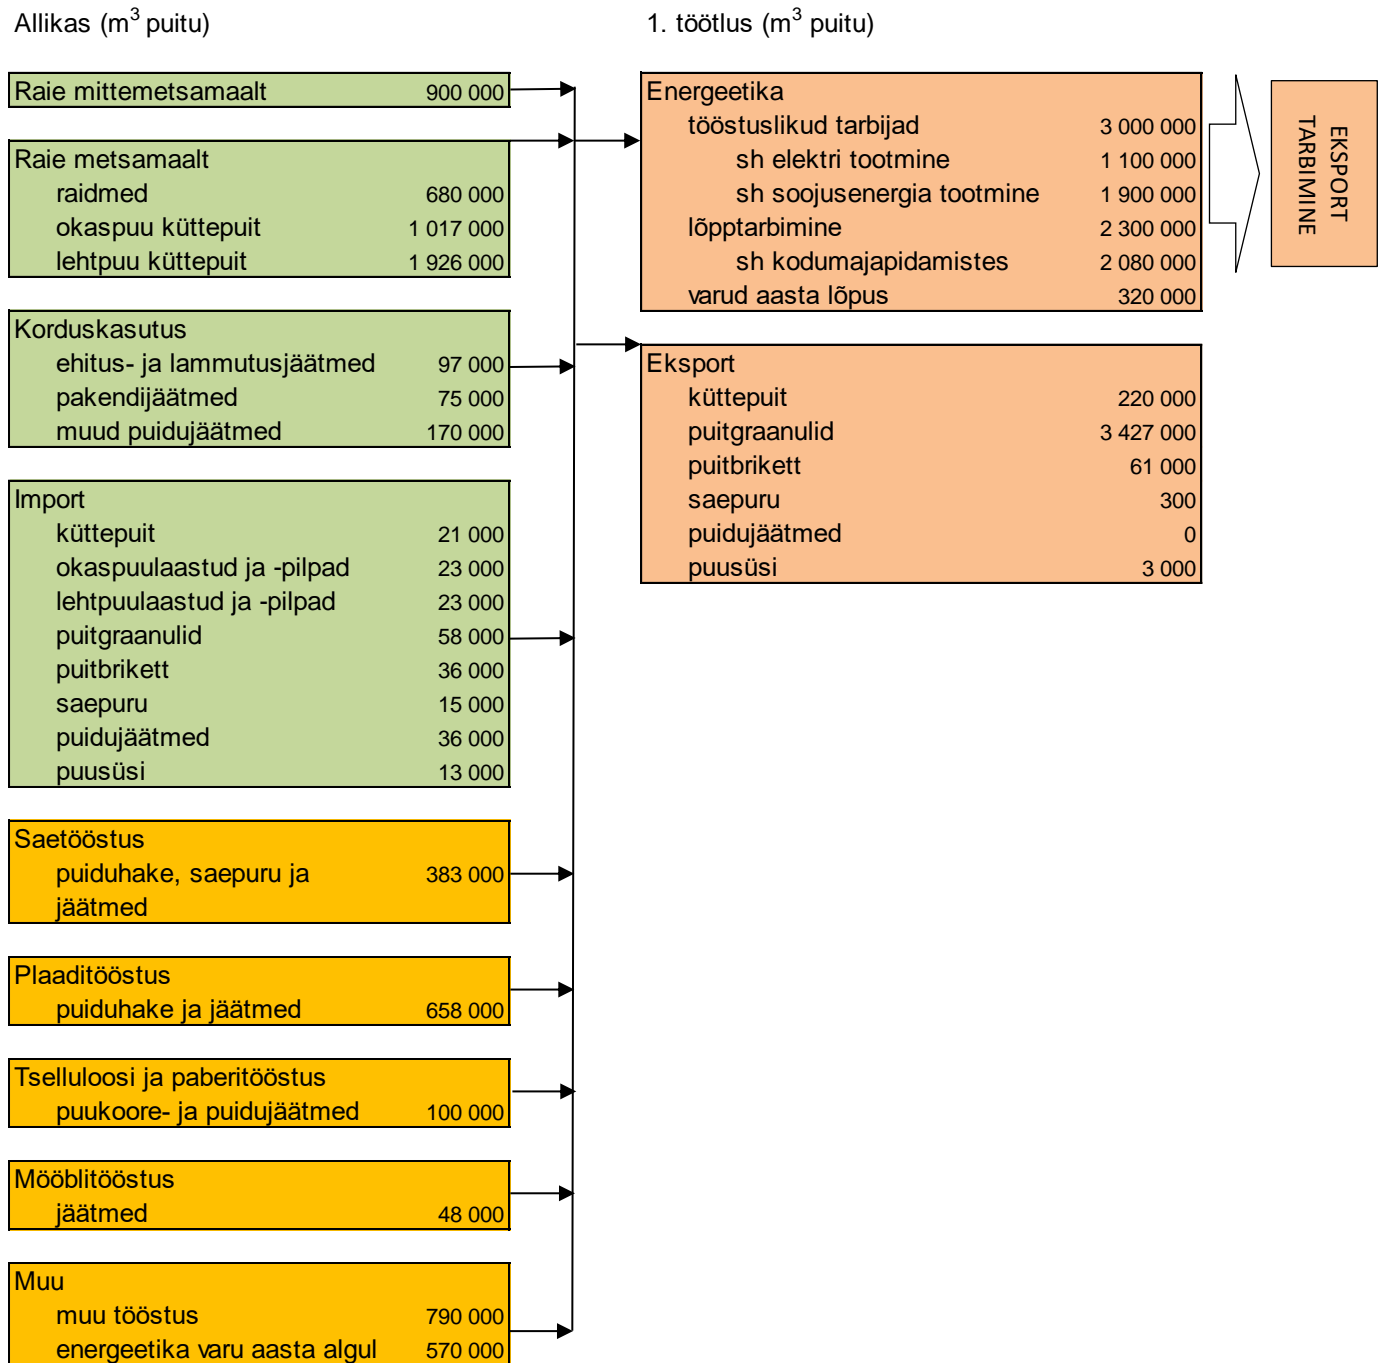 Allikas (m³ puitu)
Raie mittemetsamaalt 900 000
Raie metsamaalt
raidmed 680 000
okaspuu küttepuit 1 017 000
lehtpuu küttepuit 1 926 000
Korduskasutus
ehitus- ja lammutusjäätmed 97 000
pakendijäätmed 75 000
muud puidujäätmed 170 000
Import
küttepuit 21 000
okaspuulaastud ja -pilpad 23 000
lehtpuulaastud ja -pilpad 23 000
puitgraanulid 58 000
puitbrikett 36 000
saepuru 15 000
puidujäätmed 36 000
puusüsi 13 000
Saetööstus
puiduhake, saepuru ja 383 000
jäätmed
Plaaditööstus
puiduhake ja jäätmed 658 000
Tselluloosi ja paberitööstus
puukoore- ja puidujäätmed 100 000
Mööblitööstus
jäätmed 48 000
Muu
muu tööstus 790 000
energeetika varu aasta algul 570 000
1. töötlus (m³ puitu)
Energeetika
tööstuslikud tarbijad 3 000 000
sh elektri tootmine 1 100 000
sh soojusenergia tootmine 1 900 000
lõpptarbimine 2 300 000
sh kodumajapidamistes 2 080 000
varud aasta lõpus 320 000
Eksport
küttepuit 220 000
puitgraanulid 3 427 000
puitbrikett 61 000
saepuru 300
puidujäätmed 0
puusüsi 3 000
EKSPORT
TARBIMINE